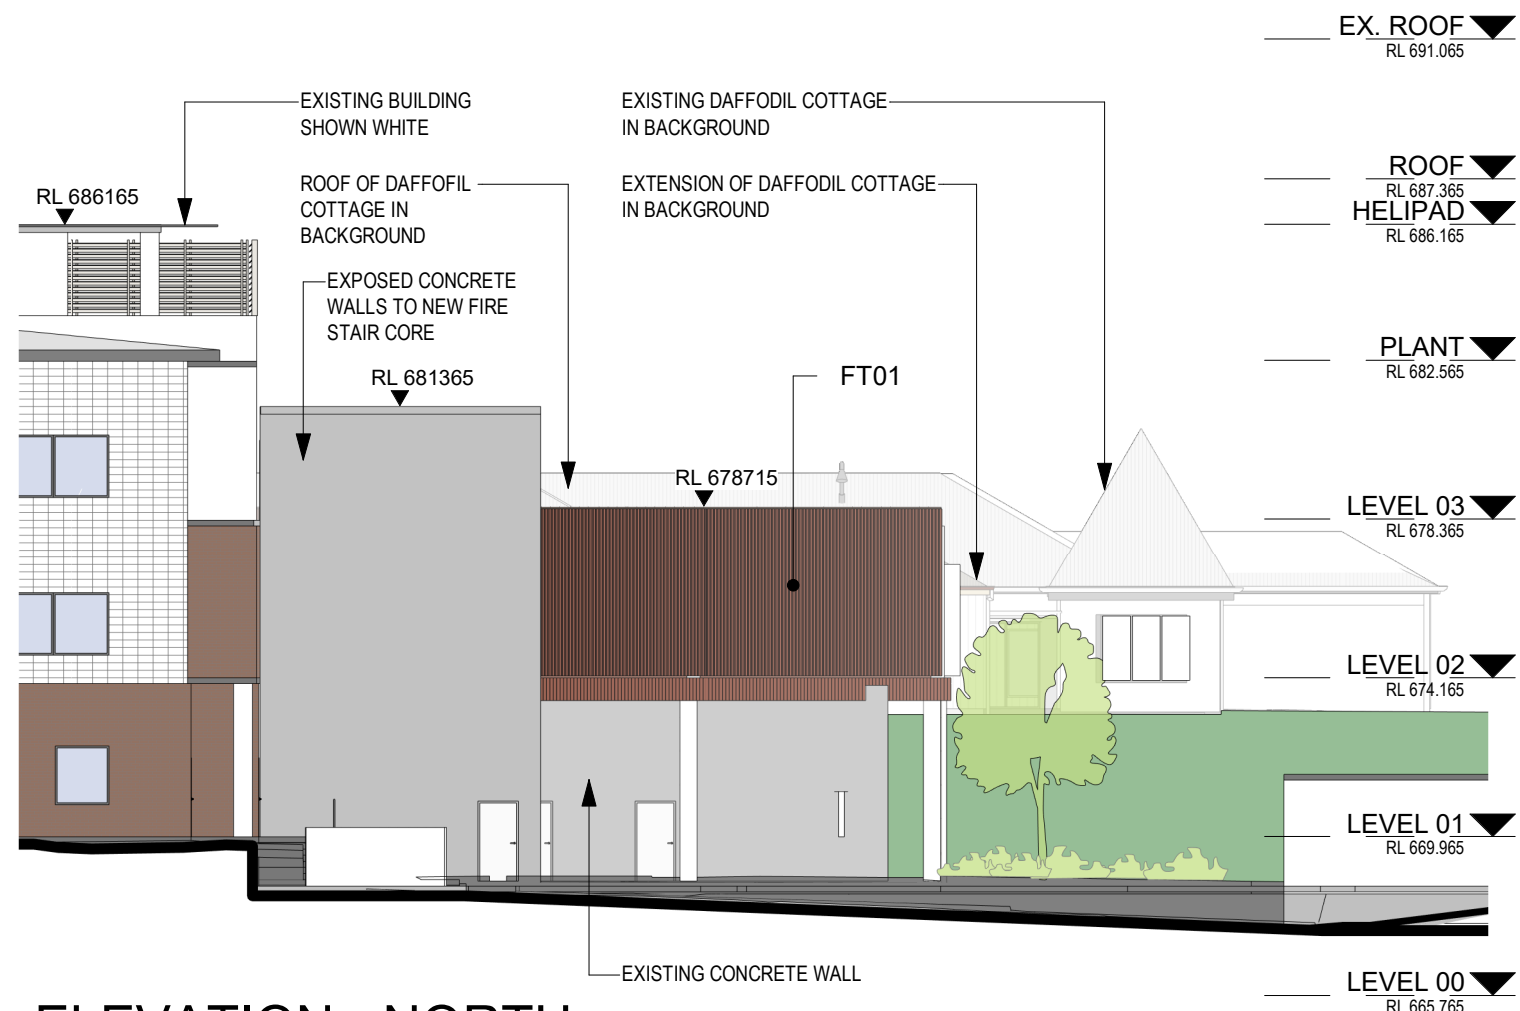 EX. ROOF
RL 691.065
EXISTING BUILDING
SHOWN WHITE
EXISTING DAFFODIL COTTAGE
IN BACKGROUND
ROOF
RL 687.365
RL 686165
ROOF OF DAFFOFIL
COTTAGE IN
BACKGROUND
EXTENSION OF DAFFODIL COTTAGE
IN BACKGROUND
HELIPAD
RL 686.165
EXPOSED CONCRETE
WALLS TO NEW FIRE
STAIR CORE
PLANT
RL 682.565
RL 681365
FT01
RL 678715
LEVEL 03
RL 678.365
LEVEL 02
RL 674.165
LEVEL 01
RL 669.965
EXISTING CONCRETE WALL
LEVEL 00
RL 665.765
ELEVATION - NORTH